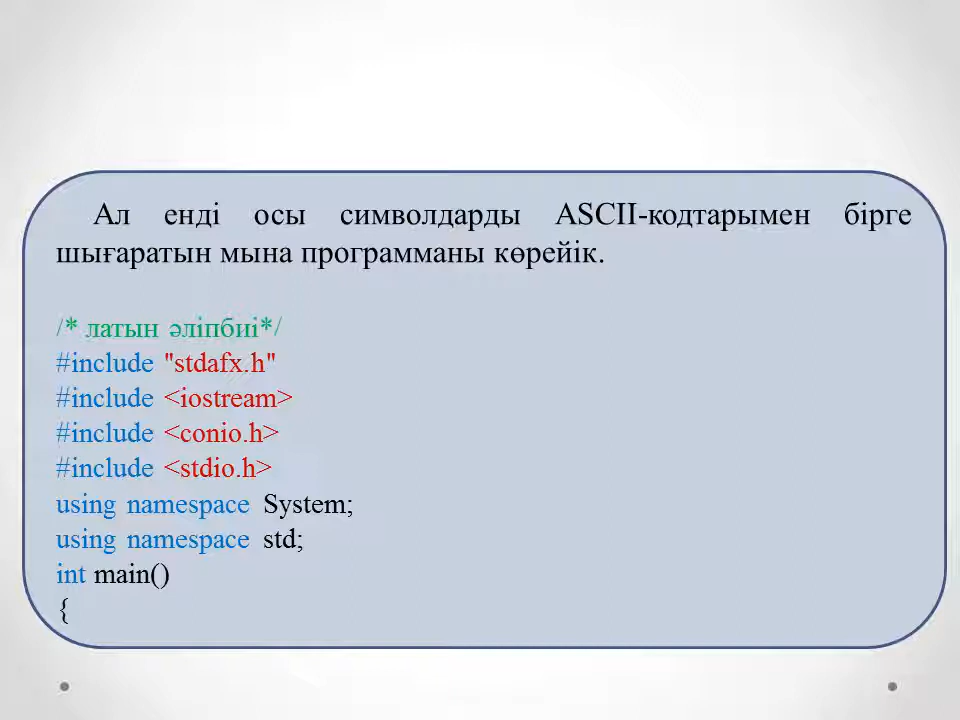 Ал енді осы символдарды ASCII-кодтарымен бірге
шығаратын мына программаны көрейік.
/* латын әліпбиі*/
#include "stdafx.h"
#include <iostream>
#include <conio.h>
#include <stdio.h>
using namespace System;
using namespace std;
int main()
{